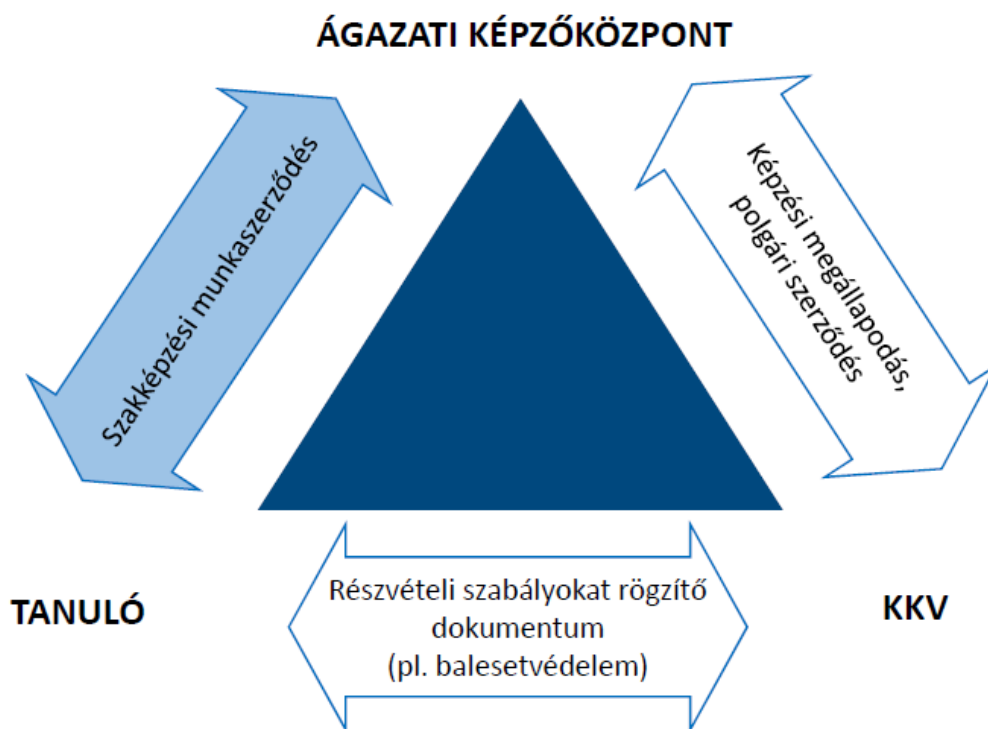 ÁGAZATI KÉPZŐKÖZPONT
Szakképzési munkaszerződés
Képzési megállapodás,
polgári szerződés
TANULÓ
Részvételi szabályokat rögzítő
dokumentum
(pl. balesetvédelem)
KKV